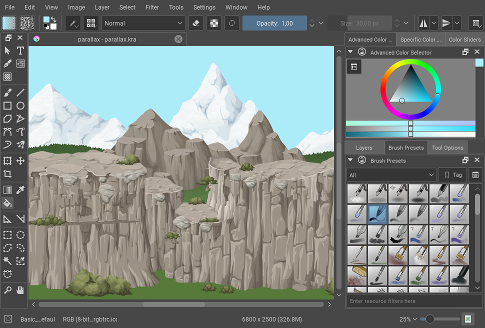 File Edit View Image Layer Select Filter Tools Settings Window Help
Normal
Opacity: 1,00
Size: 30.00 px
parallax - parallax.kra
Advanced Color ... Specific Color ... Color Sliders
Advanced Color Selector
Layers Brush Presets Tool Options
Brush Presets
All
Tag
Enter resource filters here
Basic_...efaul RGB (8-bit...rgbtrc.icc
6800 x 2500 (326.8M)
25%